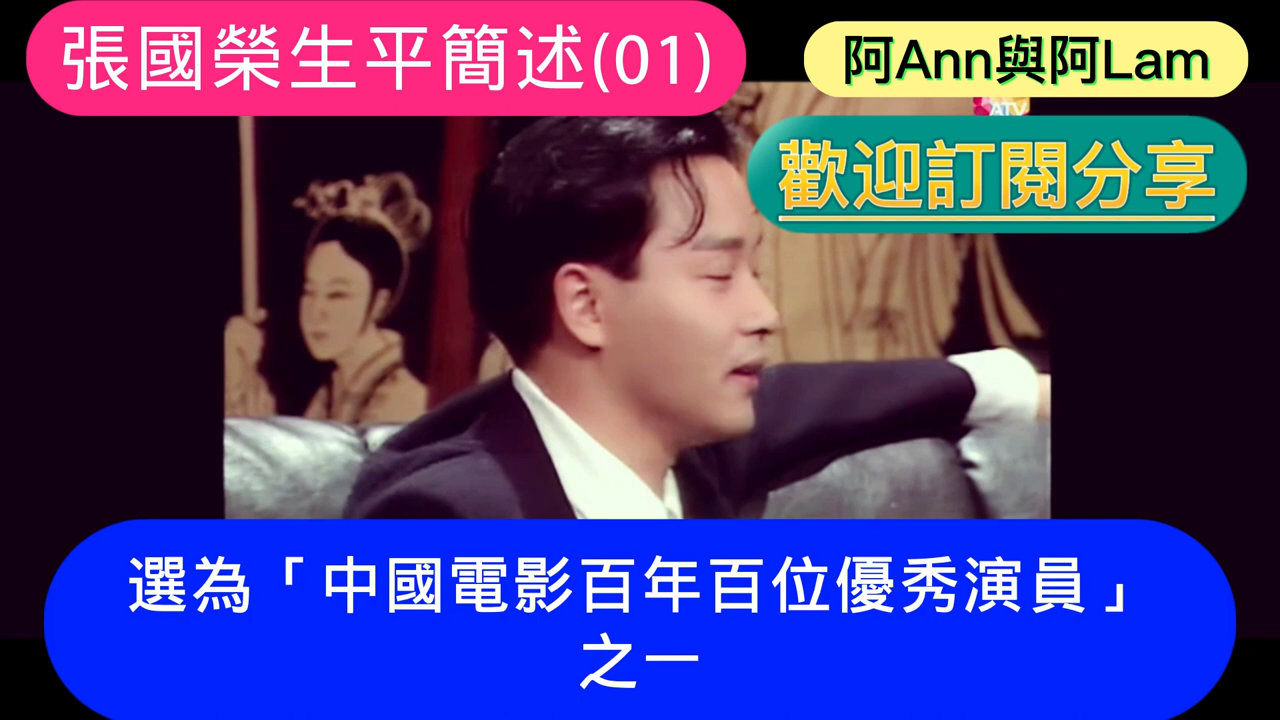 張國榮生平簡述(01)
阿Ann與阿Lam
ATV
歡迎訂閱分享
選為「中國電影百年百位優秀演員」
之一